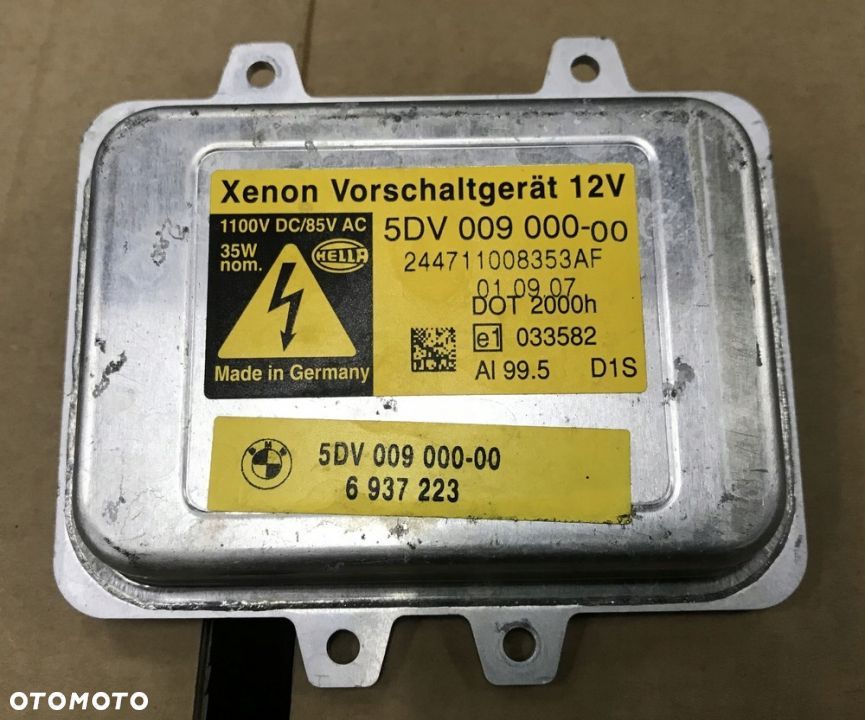 Xenon Vorschaltgerät 12V
1100V DC/85V AC
35W
nom.
HELLA
Made in Germany
5DV 009 000-00
244711008353AF
01.09.07
DOT 2000h
e1 033582
Al 99.5 D1S
BMW
5DV 009 000-00
6 937 223
OTOMOTO